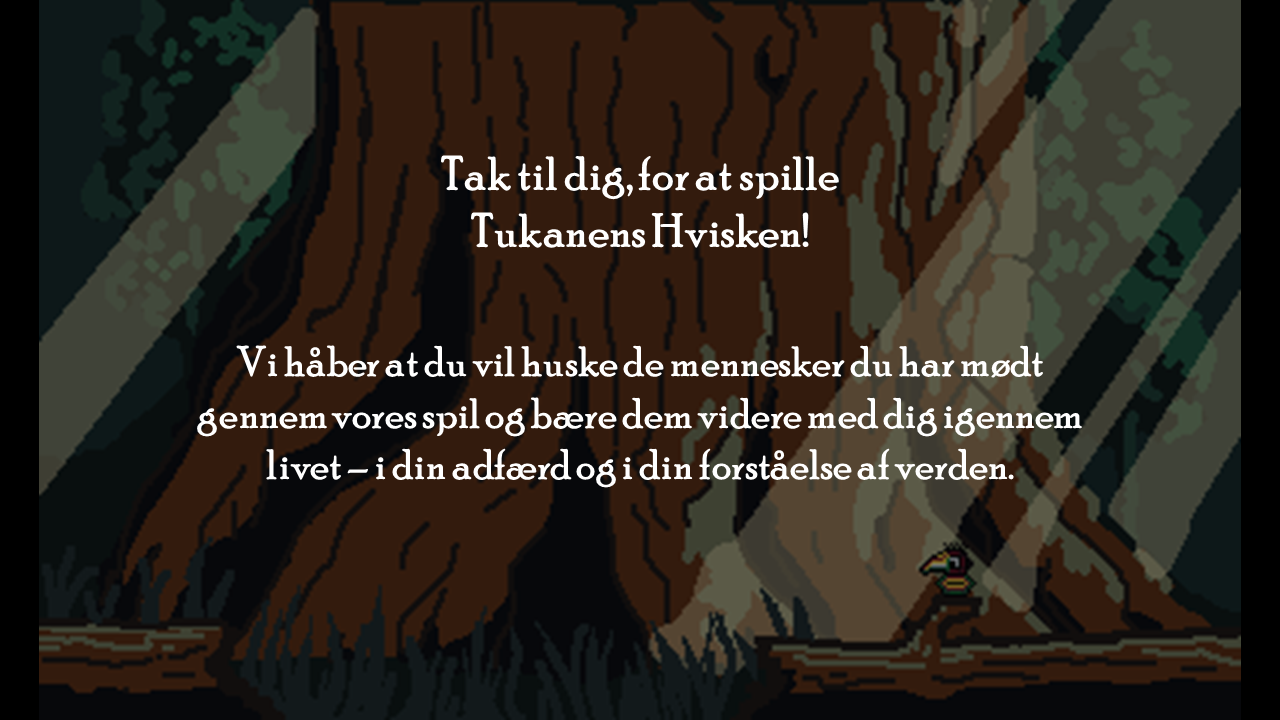 Tak til dig, for at spille
Tukanens Hvisken!
Vi håber at du vil huske de mennesker du har mødt
gennem vores spil og bære dem videre med dig igennem
livet – i din adfærd og i din forståelse af verden.